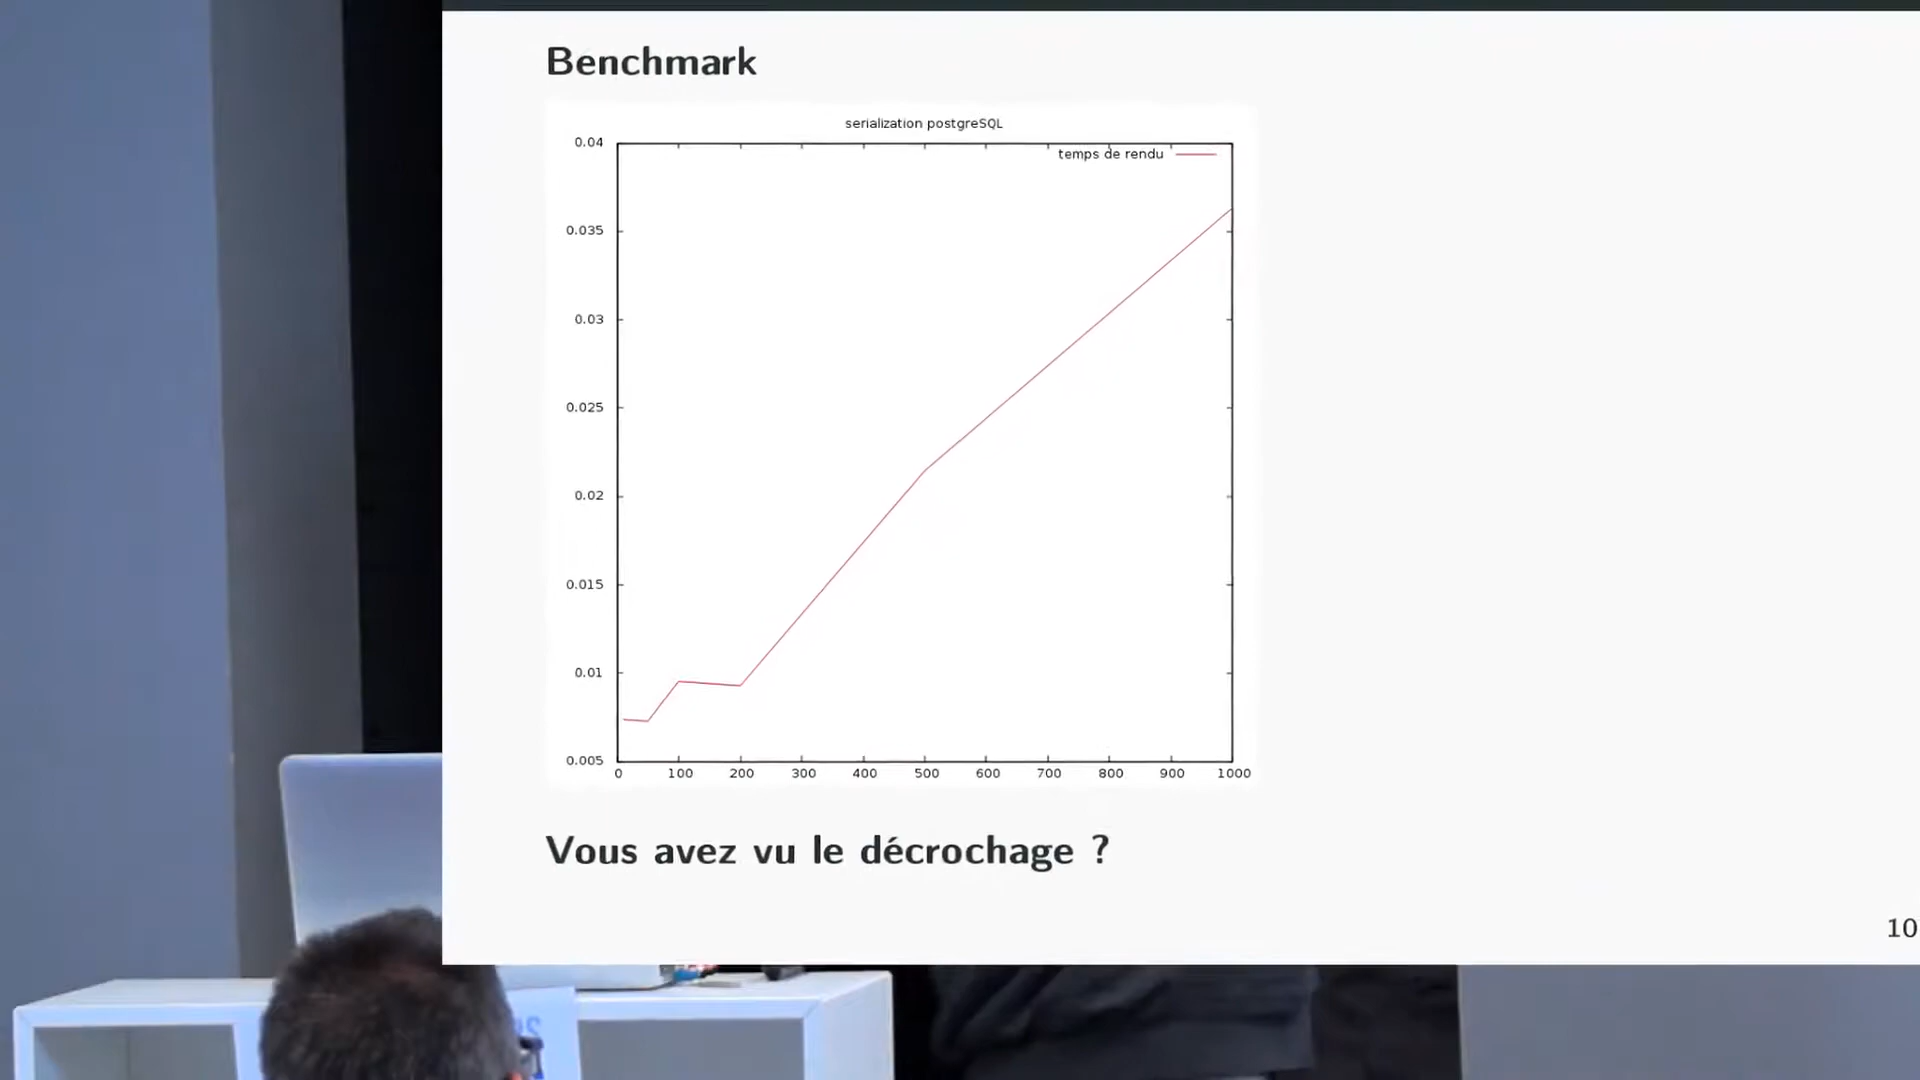 Benchmark
serialization postgreSQL
temps de rendu
0.04
0.035
0.03
0.025
0.02
0.015
0.01
0.005
0 100 200 300 400 500 600 700 800 900 1000
Vous avez vu le décrochage ?
10